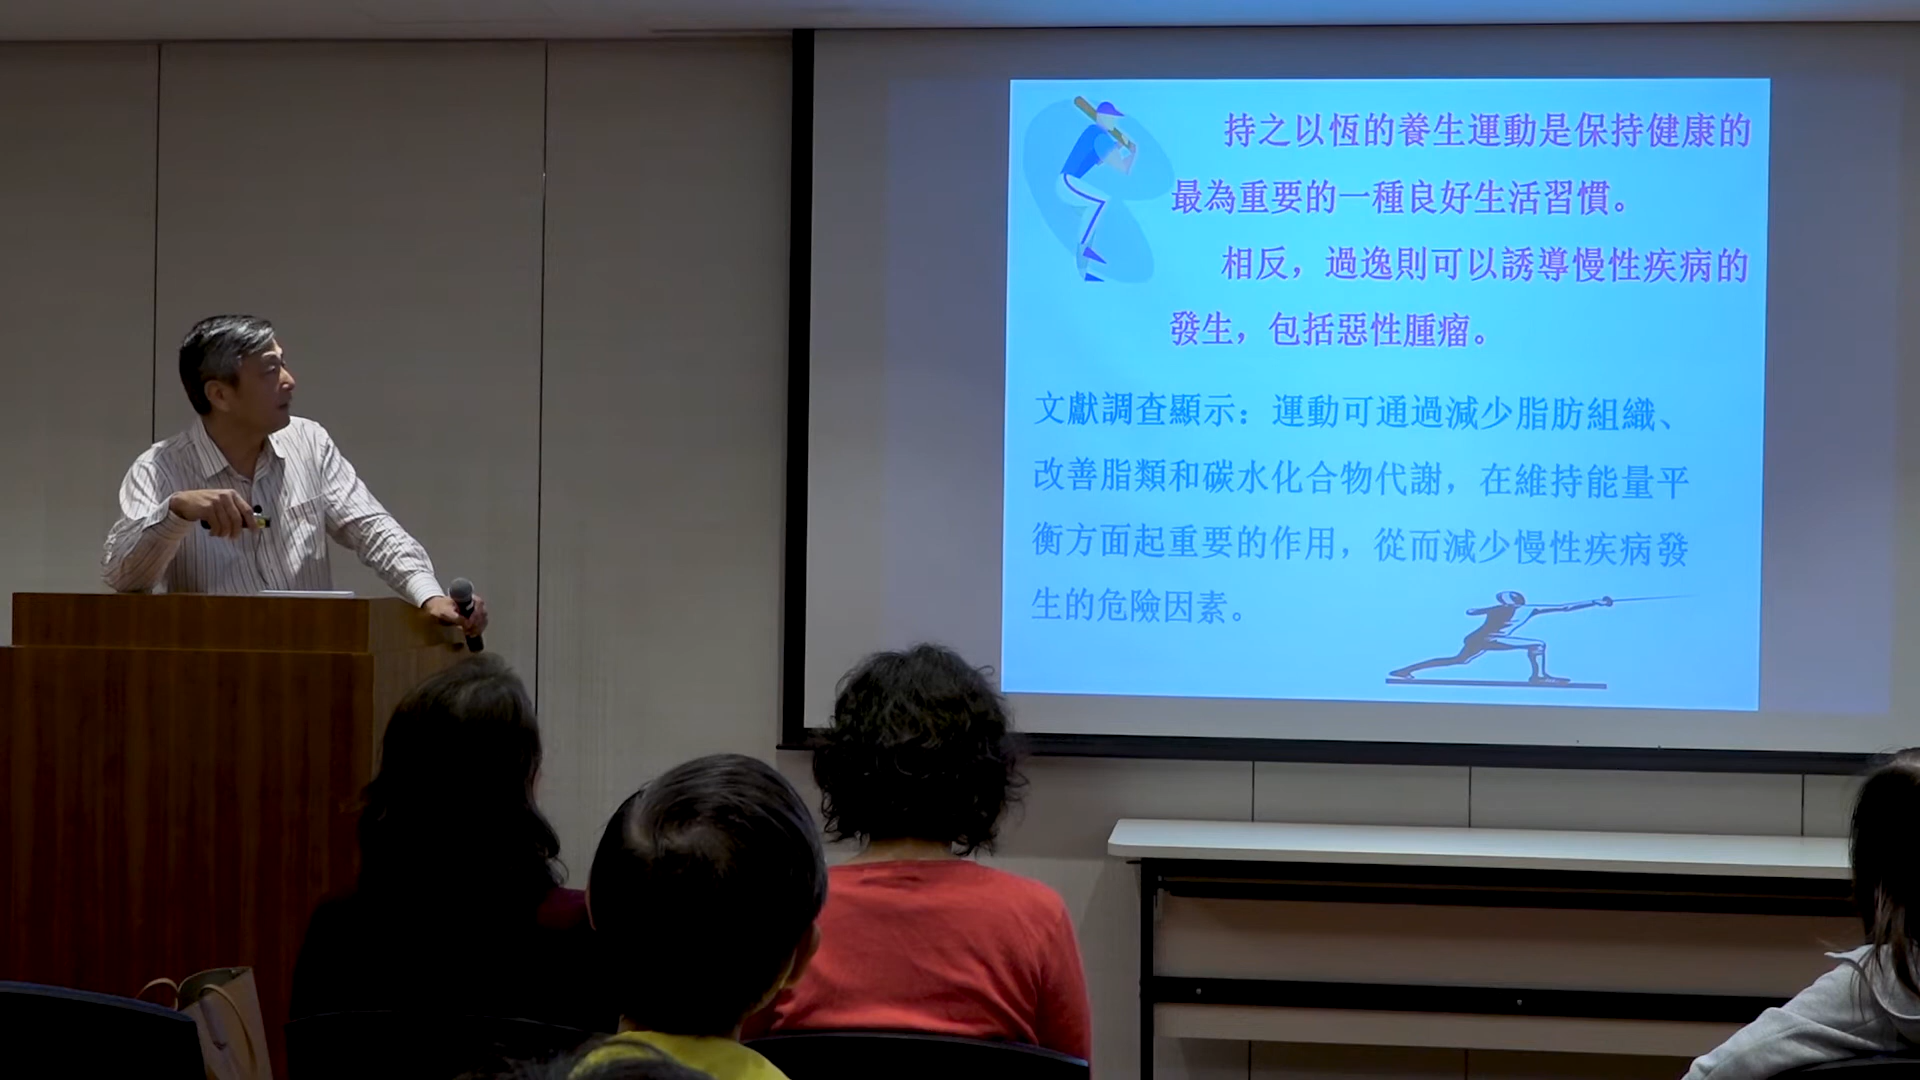 持之以恆的養生運動是保持健康的
最為重要的一種良好生活習慣。
相反，過逸則可以誘導慢性疾病的
發生，包括惡性腫瘤。
文獻調查顯示：運動可通過減少脂肪組織、
改善脂類和碳水化合物代謝，在維持能量平
衡方面起重要的作用，從而減少慢性疾病發
生的危險因素。